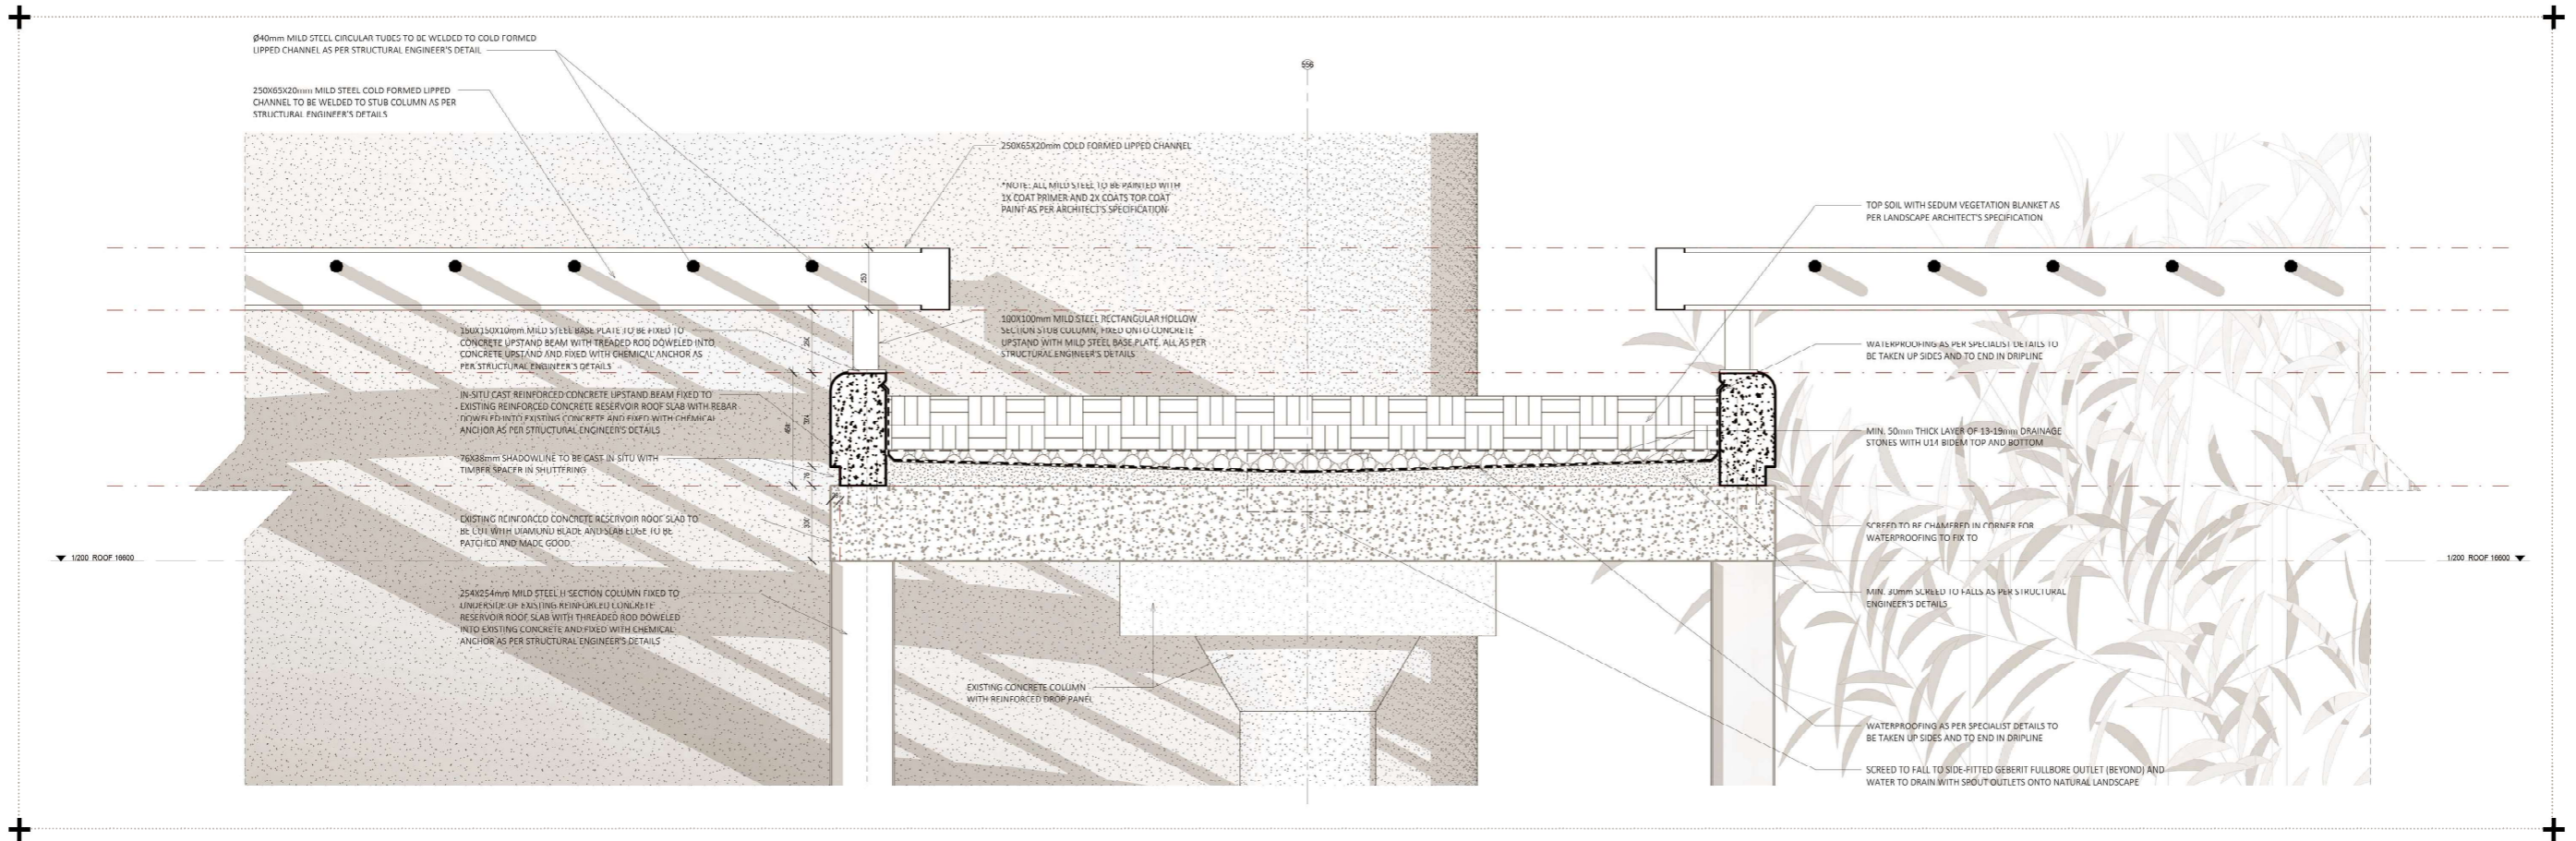 Ø40mm MILD STEEL CIRCULAR TUBES TO BE WELDED TO COLD FORMED
LIPPED CHANNEL AS PER STRUCTURAL ENGINEER'S DETAIL
250X65X20mm MILD STEEL COLD FORMED LIPPED
CHANNEL TO BE WELDED TO STUB COLUMN AS PER
STRUCTURAL ENGINEER'S DETAILS
556
250X65X20mm COLD FORMED LIPPED CHANNEL
*NOTE: ALL MILD STEEL TO BE PAINTED WITH
1X COAT PRIMER AND 2X COATS TOP COAT
PAINT AS PER ARCHITECT'S SPECIFICATION
TOP SOIL WITH SEDUM VEGETATION BLANKET AS
PER LANDSCAPE ARCHITECT'S SPECIFICATION
250
150X150X10mm MILD STEEL BASE PLATE TO BE FIXED TO
CONCRETE UPSTAND BEAM WITH TREADED ROD DOWELED INTO
CONCRETE UPSTAND AND FIXED WITH CHEMICAL ANCHOR AS
PER STRUCTURAL ENGINEER'S DETAILS
100X100mm MILD STEEL RECTANGULAR HOLLOW
SECTION STUB COLUMN, FIXED ONTO CONCRETE
UPSTAND WITH MILD STEEL BASE PLATE. ALL AS PER
STRUCTURAL ENGINEER'S DETAILS
WATERPROOFING AS PER SPECIALIST DETAILS TO
BE TAKEN UP SIDES AND TO END IN DRIPLINE
IN-SITU CAST REINFORCED CONCRETE UPSTAND BEAM FIXED TO
EXISTING REINFORCED CONCRETE RESERVOIR ROOF SLAB WITH REBAR
DOWELED INTO EXISTING CONCRETE AND FIXED WITH CHEMICAL
ANCHOR AS PER STRUCTURAL ENGINEER'S DETAILS
MIN. 50mm THICK LAYER OF 13-19mm DRAINAGE
STONES WITH U14 BIDEM TOP AND BOTTOM
76X38mm SHADOWLINE TO BE CAST IN-SITU WITH
TIMBER SPACER IN SHUTTERING
76
EXISTING REINFORCED CONCRETE RESERVOIR ROOF SLAB TO
BE CUT WITH DIAMOND BLADE AND SLAB EDGE TO BE
PATCHED AND MADE GOOD
300
SCREED TO BE CHAMFERED IN CORNER FOR
WATERPROOFING TO FIX TO
1/200 ROOF 16600
1/200 ROOF 16600
254X254mm MILD STEEL H SECTION COLUMN FIXED TO
UNDERSIDE OF EXISTING REINFORCED CONCRETE
RESERVOIR ROOF SLAB WITH THREADED ROD DOWELED
INTO EXISTING CONCRETE AND FIXED WITH CHEMICAL
ANCHOR AS PER STRUCTURAL ENGINEER'S DETAILS
MIN. 30mm SCREED TO FALLS AS PER STRUCTURAL
ENGINEER'S DETAILS
EXISTING CONCRETE COLUMN
WITH REINFORCED DROP PANEL
WATERPROOFING AS PER SPECIALIST DETAILS TO
BE TAKEN UP SIDES AND TO END IN DRIPLINE
SCREED TO FALL TO SIDE-FITTED GEBERIT FULLBORE OUTLET (BEYOND) AND
WATER TO DRAIN WITH SPOUT OUTLETS ONTO NATURAL LANDSCAPE